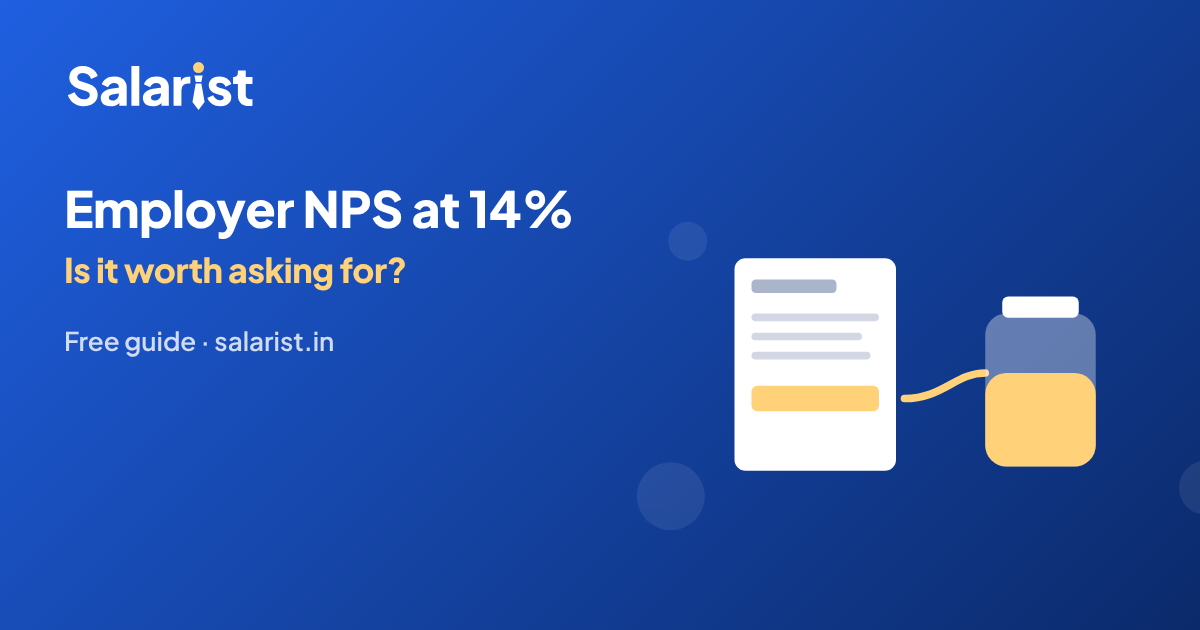 Salarist
Employer NPS at 14%
Is it worth asking for?
Free guide · salarist.in